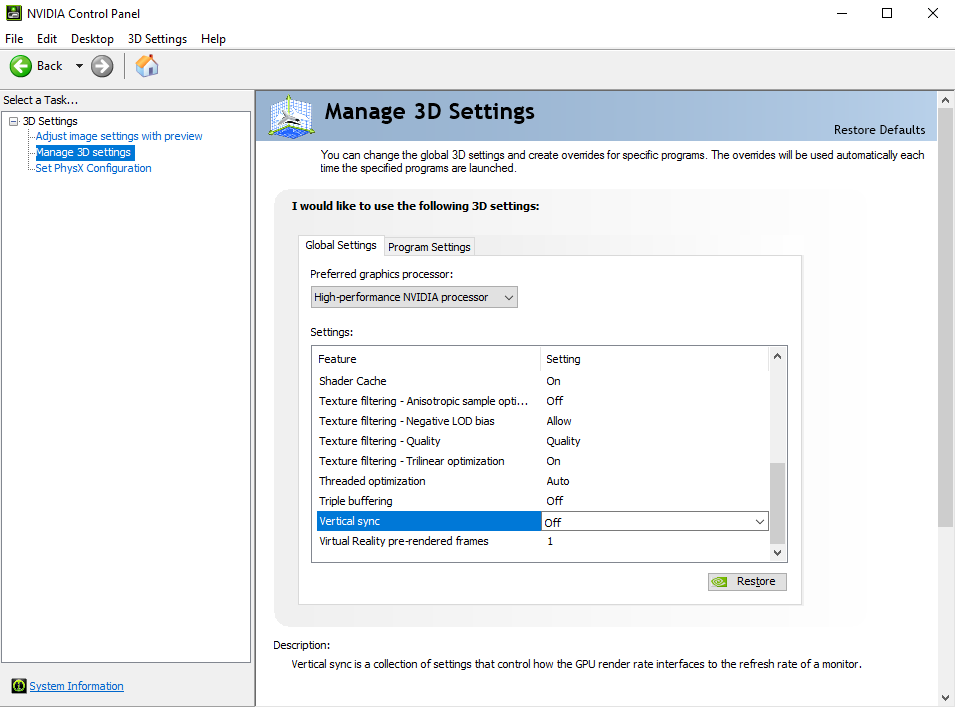 NVIDIA Control Panel
File Edit Desktop 3D Settings Help
Back
Select a Task...
3D Settings
Adjust image settings with preview
Manage 3D settings
Set PhysX Configuration
System Information
Manage 3D Settings
Restore Defaults
You can change the global 3D settings and create overrides for specific programs. The overrides will be used automatically each
time the specified programs are launched.
I would like to use the following 3D settings:
Global Settings Program Settings
Preferred graphics processor:
High-performance NVIDIA processor
Settings:
Feature Setting
Shader Cache On
Texture filtering - Anisotropic sample opti... Off
Texture filtering - Negative LOD bias Allow
Texture filtering - Quality Quality
Texture filtering - Trilinear optimization On
Threaded optimization Auto
Triple buffering Off
Vertical sync Off
Virtual Reality pre-rendered frames 1
Restore
Description:
Vertical sync is a collection of settings that control how the GPU render rate interfaces to the refresh rate of a monitor.